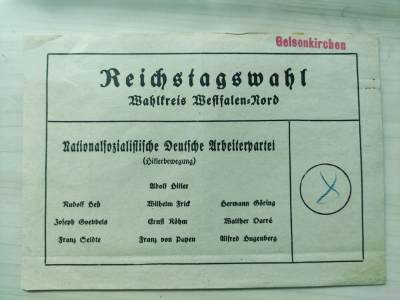 Gelsenkirchen
Reichstagswahl
Wahlkreis Westfalen-Nord
Nationalsozialistische Deutsche Arbeiterpartei
(Hitlerbewegung)
Adolf Hitler
Rudolf Heß Wilhelm Frick Hermann Göring
Joseph Goebbels Ernst Röhm Walther Darré
Franz Seldte Franz von Papen Alfred Hugenberg